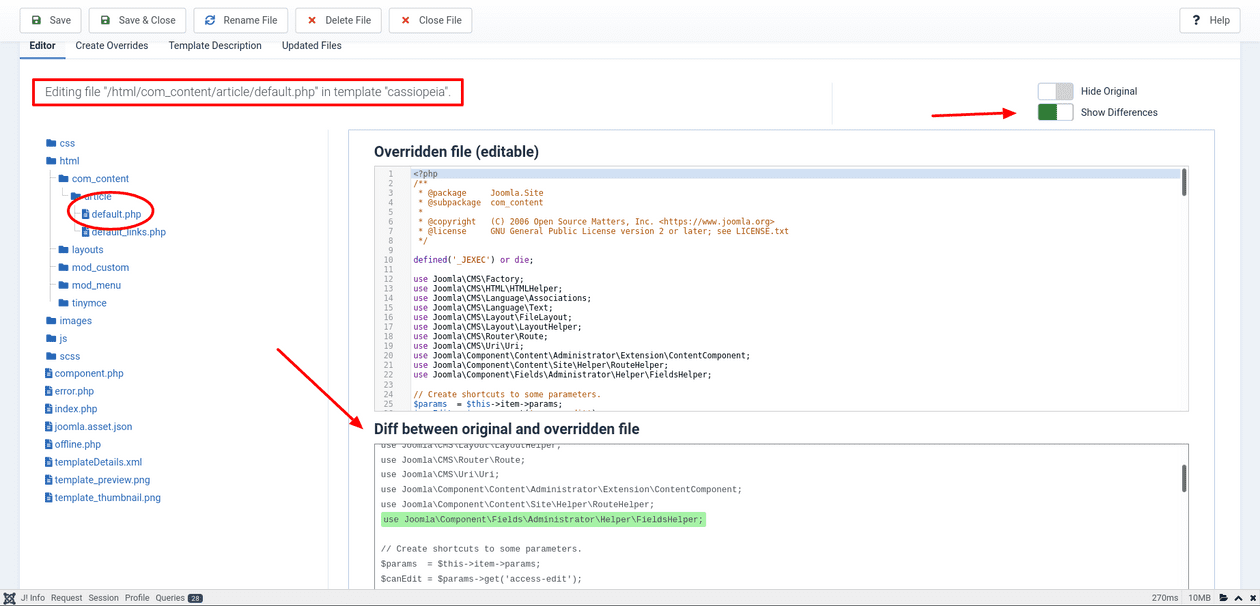 Save
Save & Close
Rename File
Delete File
Close File
? Help
Editor
Create Overrides
Template Description
Updated Files
Editing file "/html/com_content/article/default.php" in template "cassiopeia".
Hide Original
Show Differences
css
html
com_content
article
default.php
default_links.php
layouts
mod_custom
mod_menu
tinymce
images
js
scss
component.php
error.php
index.php
joomla.asset.json
offline.php
templateDetails.xml
template_preview.png
template_thumbnail.png
Overridden file (editable)
1 <?php
2 /**
3 * @package Joomla.Site
4 * @subpackage com_content
5 *
6 * @copyright (C) 2006 Open Source Matters, Inc. <https://www.joomla.org>
7 * @license GNU General Public License version 2 or later; see LICENSE.txt
8 */
9
10 defined('_JEXEC') or die;
11
12 use Joomla\CMS\Factory;
13 use Joomla\CMS\HTML\HTMLHelper;
14 use Joomla\CMS\Language\Associations;
15 use Joomla\CMS\Language\Text;
16 use Joomla\CMS\Layout\FileLayout;
17 use Joomla\CMS\Layout\LayoutHelper;
18 use Joomla\CMS\Router\Route;
19 use Joomla\CMS\Uri\Uri;
20 use Joomla\Component\Content\Administrator\Extension\ContentComponent;
21 use Joomla\Component\Content\Site\Helper\RouteHelper;
22 use Joomla\Component\Fields\Administrator\Helper\FieldsHelper;
23
24 // Create shortcuts to some parameters.
25 $params = $this->item->params;
Diff between original and overridden file
use Joomla\CMS\Layout\LayoutHelper;
use Joomla\CMS\Router\Route;
use Joomla\CMS\Uri\Uri;
use Joomla\Component\Content\Administrator\Extension\ContentComponent;
use Joomla\Component\Content\Site\Helper\RouteHelper;
use Joomla\Component\Fields\Administrator\Helper\FieldsHelper;
// Create shortcuts to some parameters.
$params = $this->item->params;
$canEdit = $params->get('access-edit');
J! Info Request Session Profile Queries 28
270ms 10MB